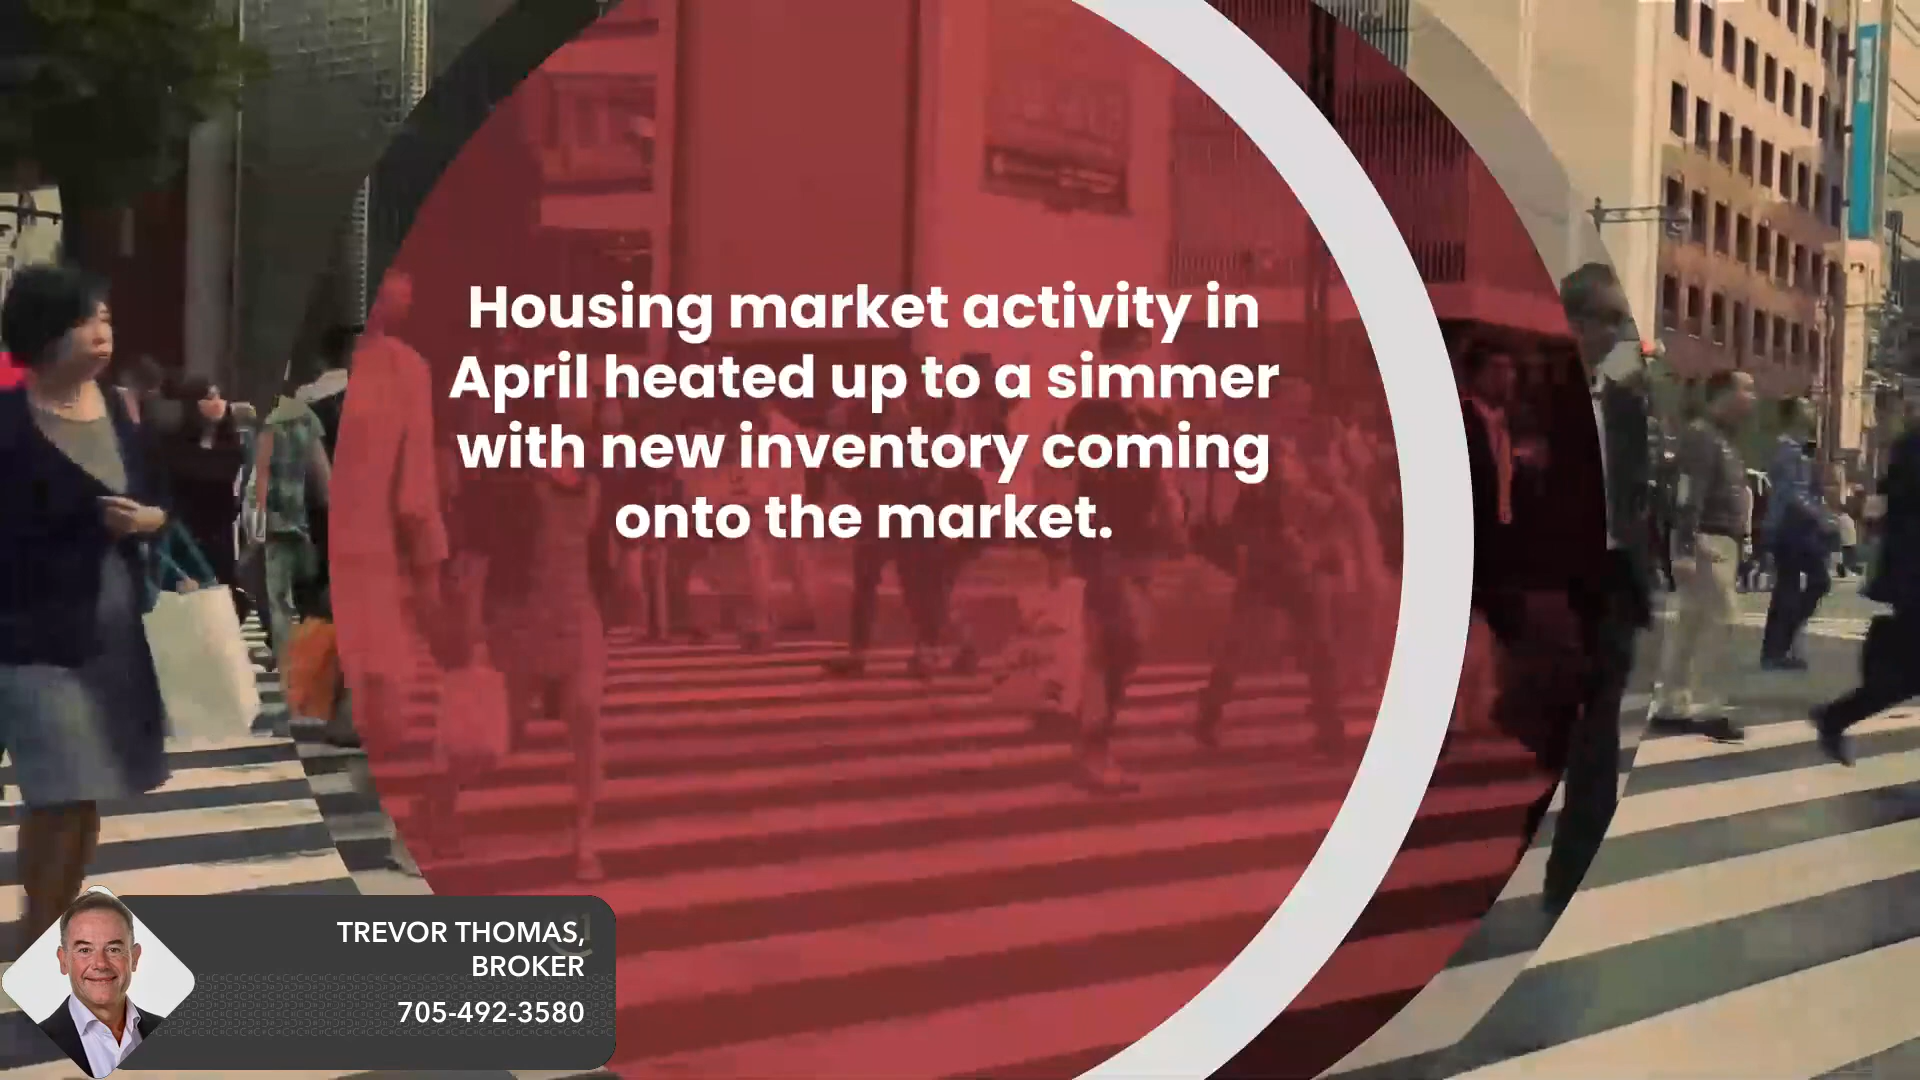 Housing market activity in
April heated up to a simmer
with new inventory coming
onto the market.
TREVOR THOMAS,
BROKER
705-492-3580